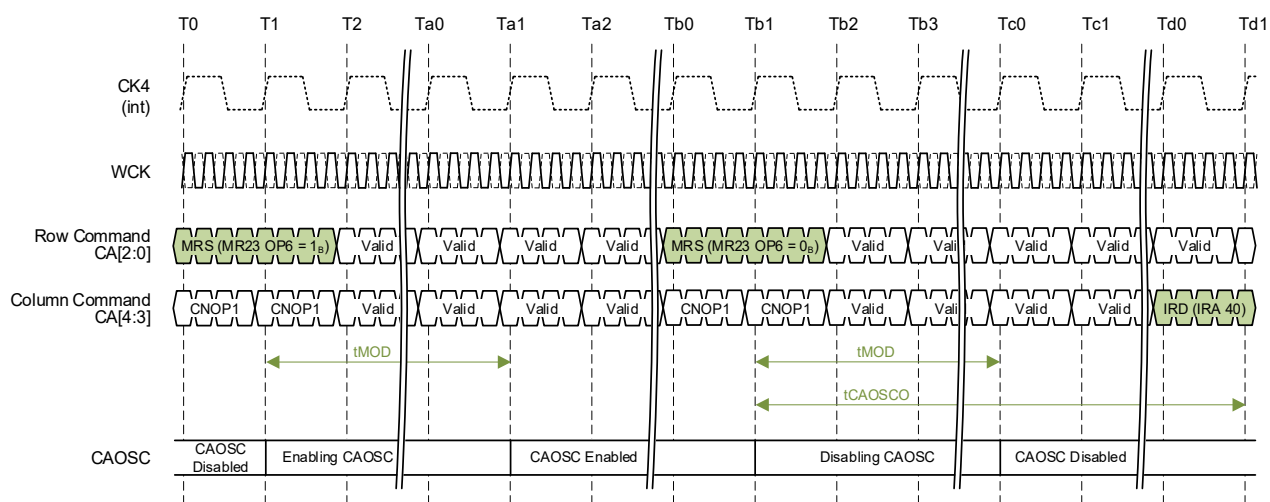 T0 T1 T2 Ta0 Ta1 Ta2 Tb0 Tb1 Tb2 Tb3 Tc0 Tc1 Td0 Td1
CK4
(int)
WCK
Row Command
CA[2:0]
MRS (MR23 OP6 = 1B) Valid Valid Valid Valid MRS (MR23 OP6 = 0B) Valid Valid Valid Valid Valid
Column Command
CA[4:3]
CNOP1 CNOP1 Valid Valid Valid Valid CNOP1 CNOP1 Valid Valid Valid Valid IRD (IRA 40)
tMOD tMOD
tCAOSCO
CAOSC
CAOSC
Disabled
Enabling CAOSC CAOSC Enabled Disabling CAOSC CAOSC Disabled